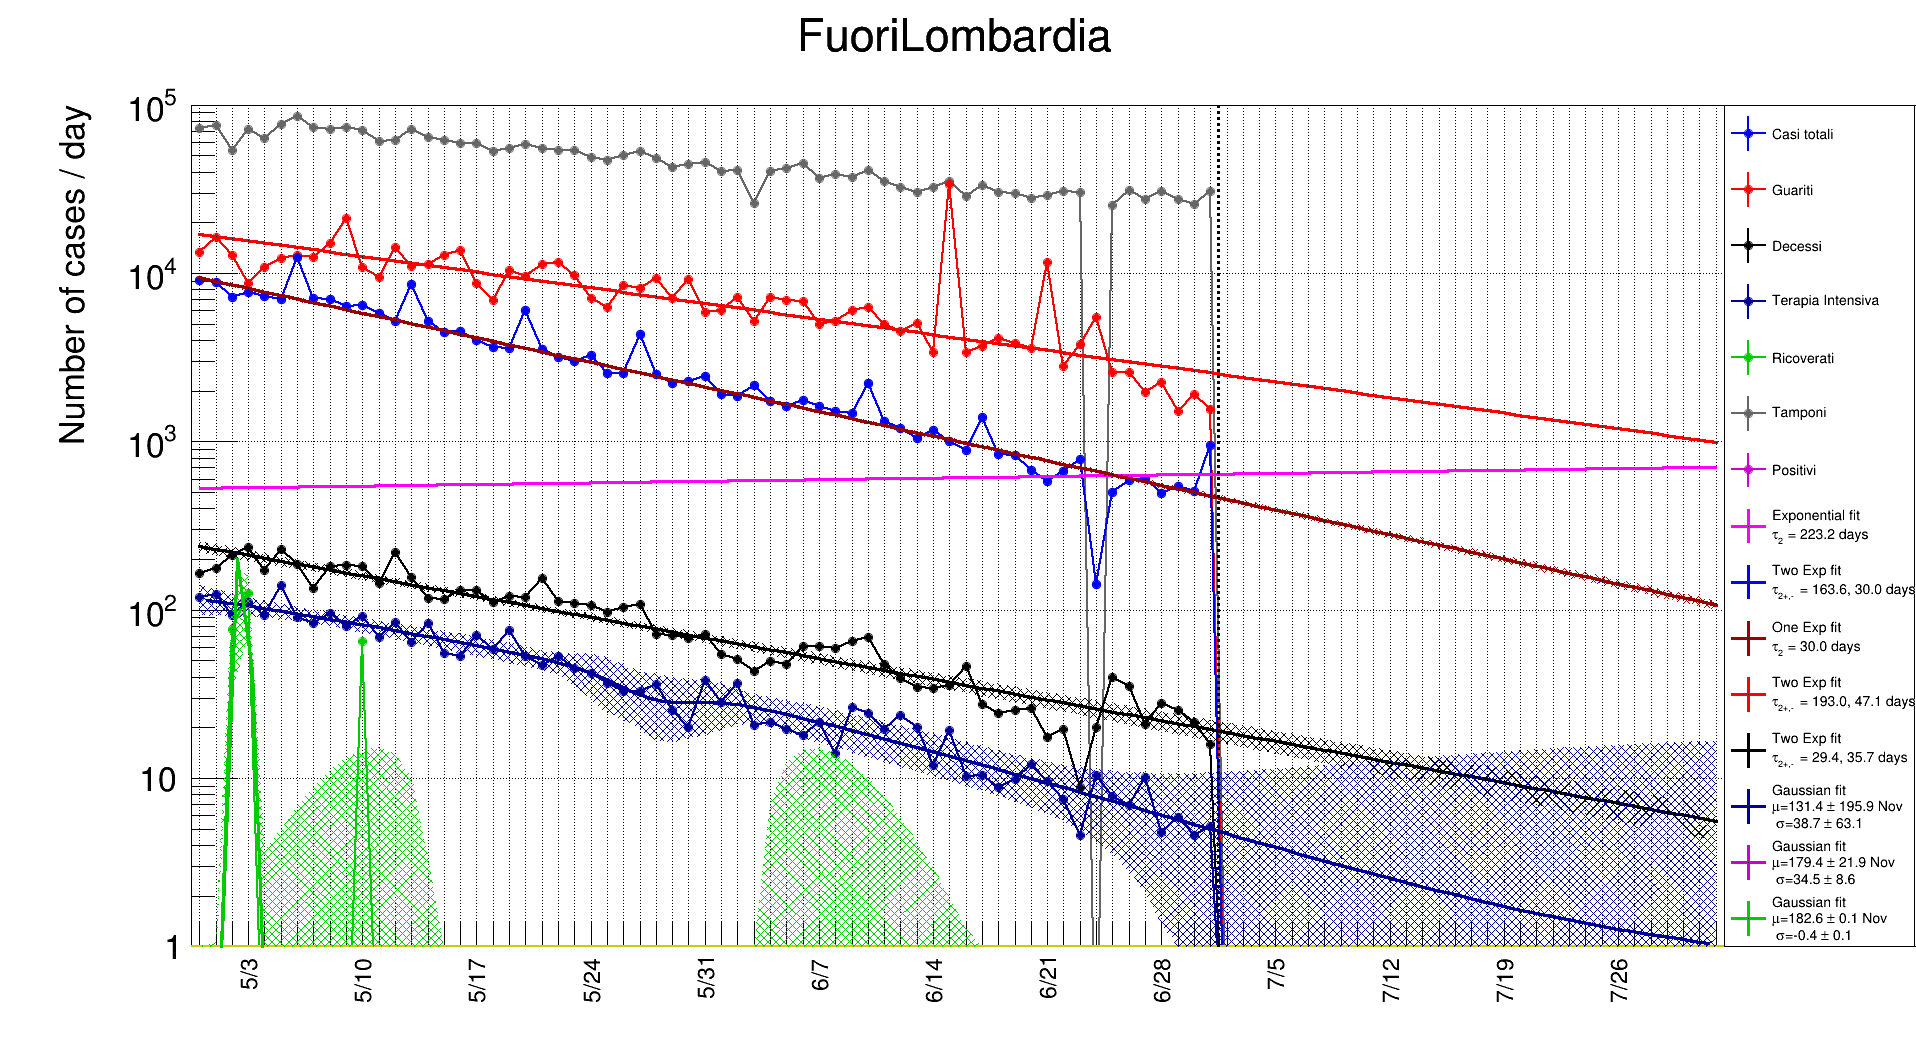 FuoriLombardia
Number of cases / day
10^5
10^4
10^3
10^2
10
1
5/3
5/10
5/17
5/24
5/31
6/7
6/14
6/21
6/28
7/5
7/12
7/19
7/26
Casi totali
Guariti
Decessi
Terapia Intensiva
Ricoverati
Tamponi
Positivi
Exponential fit
τ2 = 223.2 days
Two Exp fit
τ2+,- = 163.6, 30.0 days
One Exp fit
τ2 = 30.0 days
Two Exp fit
τ2+,- = 193.0, 47.1 days
Two Exp fit
τ2+,- = 29.4, 35.7 days
Gaussian fit
μ=131.4 ± 195.9 Nov
σ=38.7 ± 63.1
Gaussian fit
μ=179.4 ± 21.9 Nov
σ=34.5 ± 8.6
Gaussian fit
μ=182.6 ± 0.1 Nov
σ=-0.4 ± 0.1